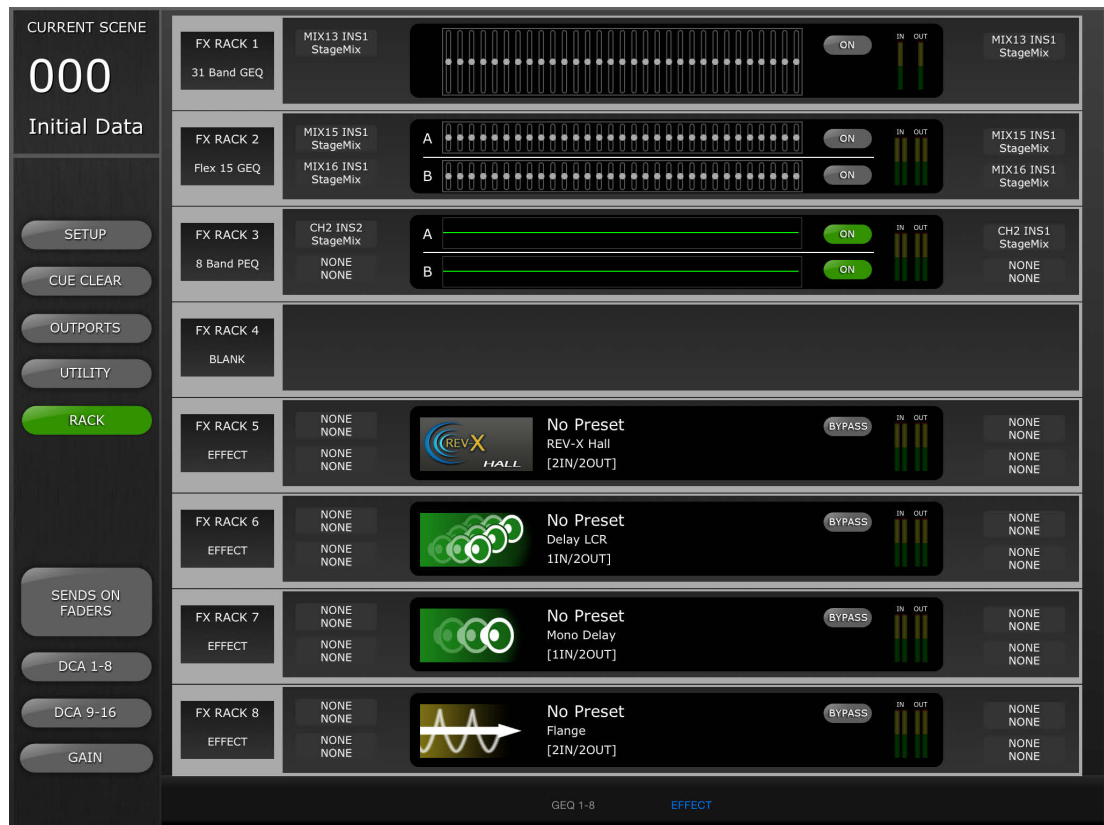 CURRENT SCENE
000
Initial Data
SETUP
CUE CLEAR
OUTPORTS
UTILITY
RACK
SENDS ON
FADERS
DCA 1-8
DCA 9-16
GAIN
FX RACK 1
31 Band GEQ
MIX13 INS1
StageMix
ON
IN OUT
MIX13 INS1
StageMix
FX RACK 2
Flex 15 GEQ
MIX15 INS1
StageMix
MIX16 INS1
StageMix
A
B
ON
ON
IN OUT
MIX15 INS1
StageMix
MIX16 INS1
StageMix
FX RACK 3
8 Band PEQ
CH2 INS2
StageMix
NONE
NONE
A
B
ON
ON
IN OUT
CH2 INS1
StageMix
NONE
NONE
FX RACK 4
BLANK
FX RACK 5
EFFECT
NONE
NONE
NONE
NONE
REV-X
HALL
No Preset
REV-X Hall
[2IN/2OUT]
BYPASS
IN OUT
NONE
NONE
NONE
NONE
FX RACK 6
EFFECT
NONE
NONE
NONE
NONE
No Preset
Delay LCR
1IN/2OUT]
BYPASS
IN OUT
NONE
NONE
NONE
NONE
FX RACK 7
EFFECT
NONE
NONE
NONE
NONE
No Preset
Mono Delay
[1IN/2OUT]
BYPASS
IN OUT
NONE
NONE
NONE
NONE
FX RACK 8
EFFECT
NONE
NONE
NONE
NONE
No Preset
Flange
[2IN/2OUT]
BYPASS
IN OUT
NONE
NONE
NONE
NONE
GEQ 1-8
EFFECT